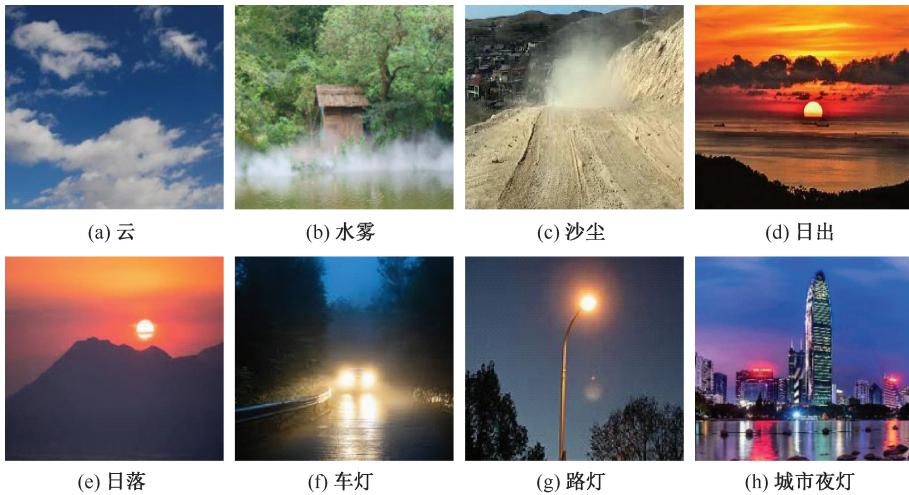 (a) 云
(b) 水雾
(c) 沙尘
(d) 日出
(e) 日落
(f) 车灯
(g) 路灯
(h) 城市夜灯